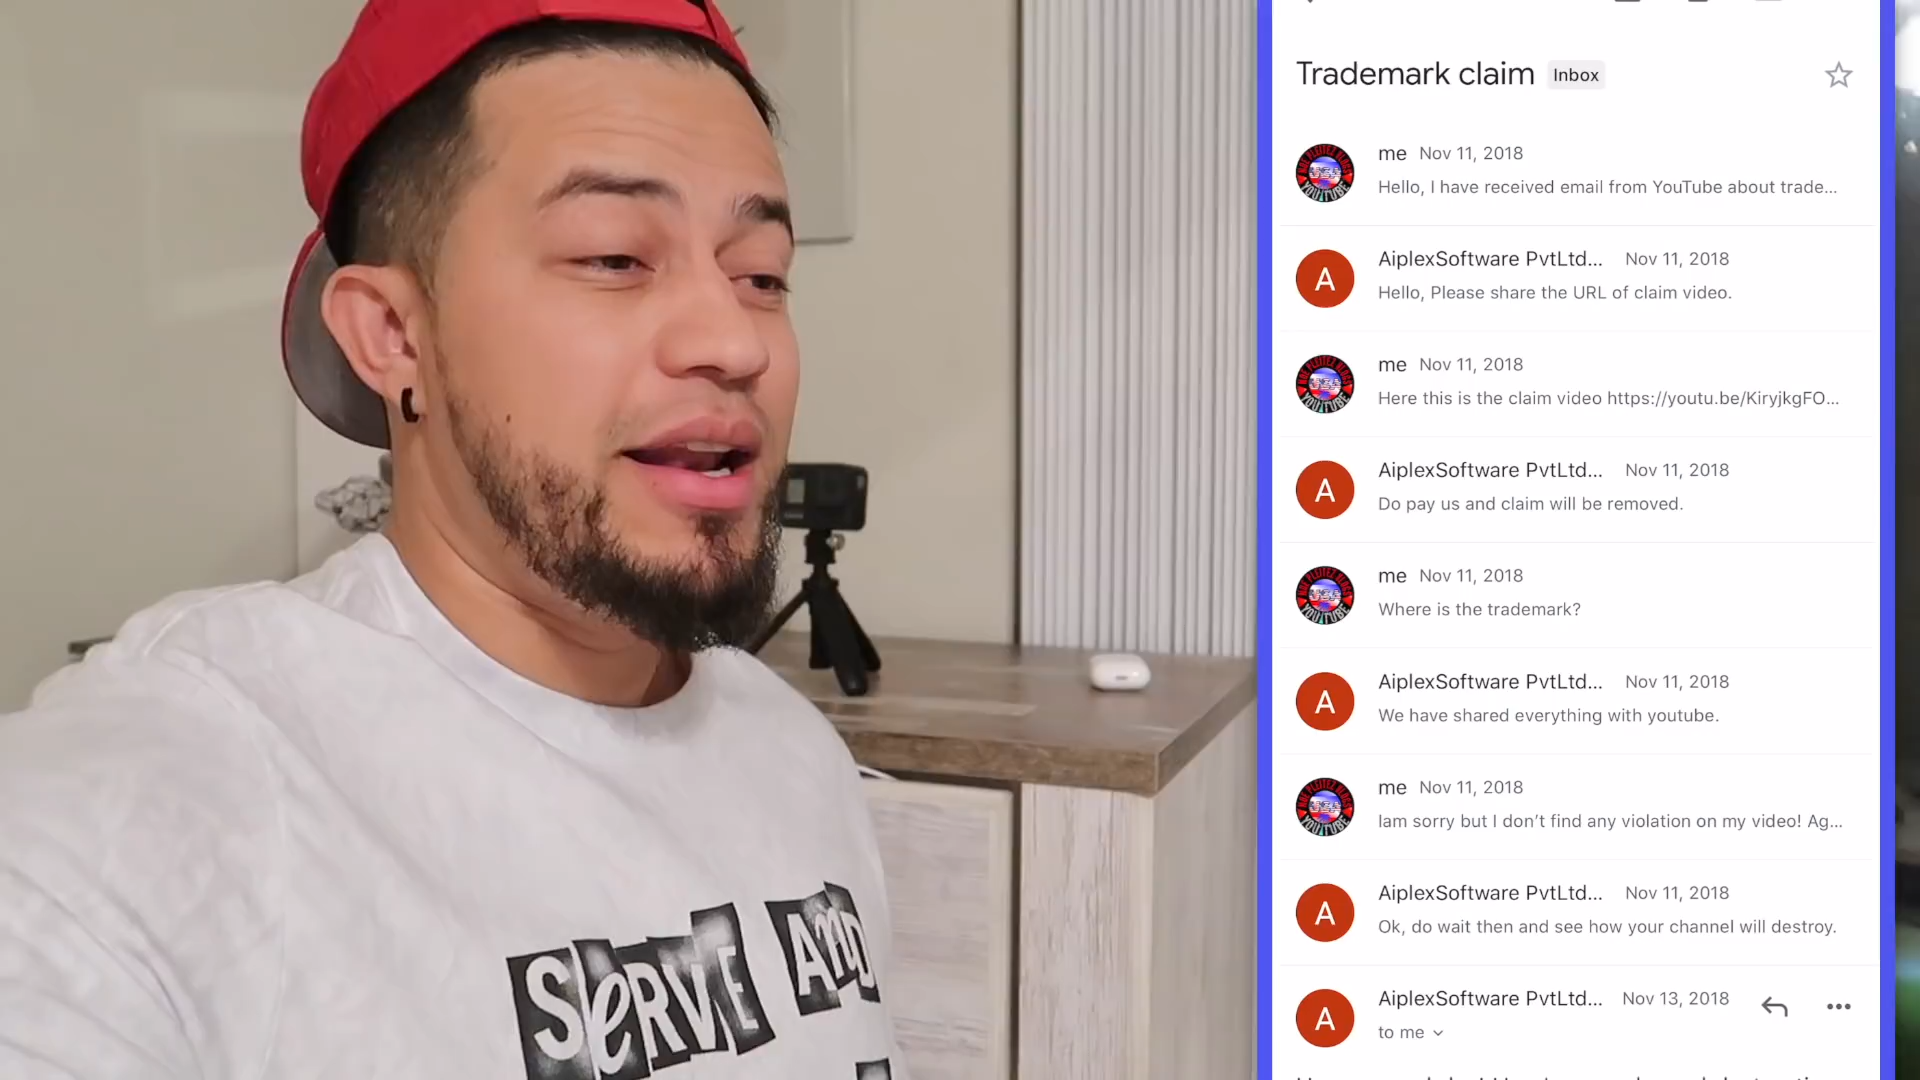 Trademark claim Inbox
me Nov 11, 2018
Hello, I have received email from YouTube about trade...
AiplexSoftware PvtLtd... Nov 11, 2018
Hello, Please share the URL of claim video.
me Nov 11, 2018
Here this is the claim video https://youtu.be/KiryjkgFO...
AiplexSoftware PvtLtd... Nov 11, 2018
Do pay us and claim will be removed.
me Nov 11, 2018
Where is the trademark?
AiplexSoftware PvtLtd... Nov 11, 2018
We have shared everything with youtube.
me Nov 11, 2018
Iam sorry but I don't find any violation on my video! Ag...
AiplexSoftware PvtLtd... Nov 11, 2018
Ok, do wait then and see how your channel will destroy.
AiplexSoftware PvtLtd... Nov 13, 2018
to me
A
A
A
A
A
SeRVE AnD